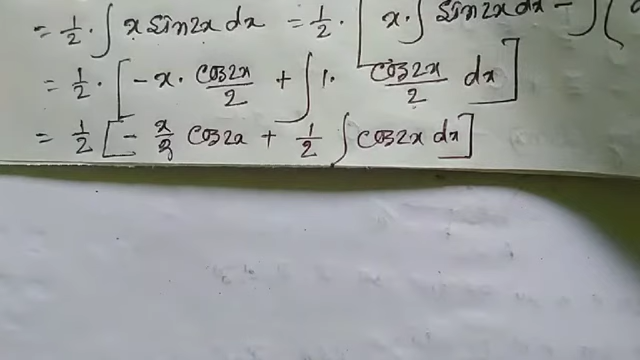 = 1/2 · ∫ x sin2x dx = 1/2 · [ x · ∫ sin2x dx - ∫ (
= 1/2 · [ - x · cos2x/2 + ∫ 1 · cos2x/2 dx ]
= 1/2 [ - x/2 cos2x + 1/2 ∫ cos2x dx ]